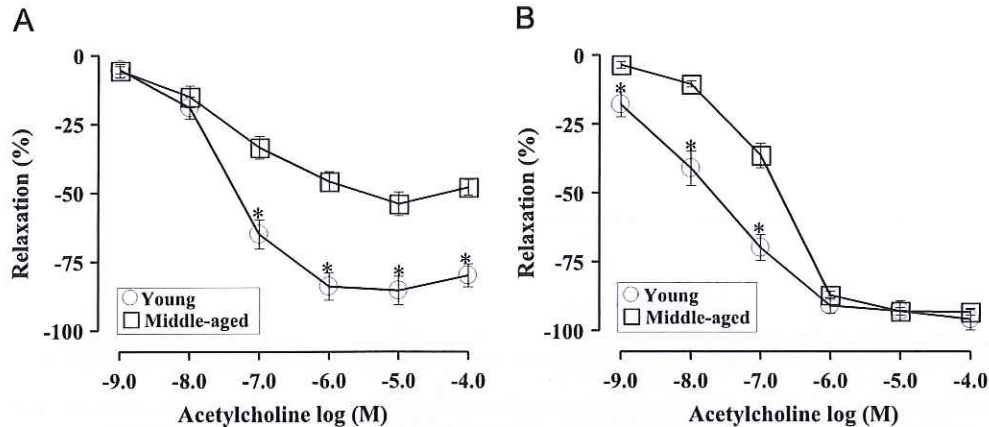 A
0
-25
-50
-75
-100
Relaxation (%)
*
*
*
*
Young
Middle-aged
-9.0 -8.0 -7.0 -6.0 -5.0 -4.0
Acetylcholine log (M)
B
0
-25
-50
-75
-100
Relaxation (%)
*
*
*
Young
Middle-aged
-9.0 -8.0 -7.0 -6.0 -5.0 -4.0
Acetylcholine log (M)